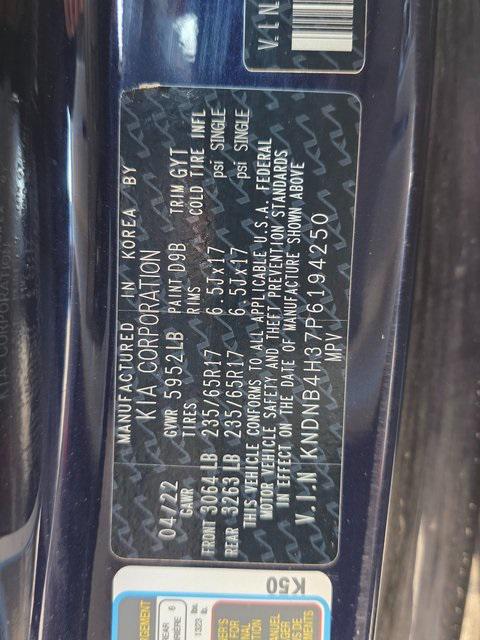 V.I.N
MANUFACTURED IN KOREA BY
KIA CORPORATION
04/22 GVWR 5952LB PAINT D9B TRIM GYT
GAWR TIRES RIMS COLD TIRE INFL
FRONT 3064LB 235/65R17 6.5Jx17 psi SINGLE
REAR 3263LB 235/65R17 6.5Jx17 psi SINGLE
THIS VEHICLE CONFORMS TO ALL APPLICABLE U.S.A. FEDERAL
MOTOR VEHICLE SAFETY AND THEFT PREVENTION STANDARDS
IN EFFECT ON THE DATE OF MANUFACTURE SHOWN ABOVE
V.I.N KNDNB4H37P6194250
MPV
K50